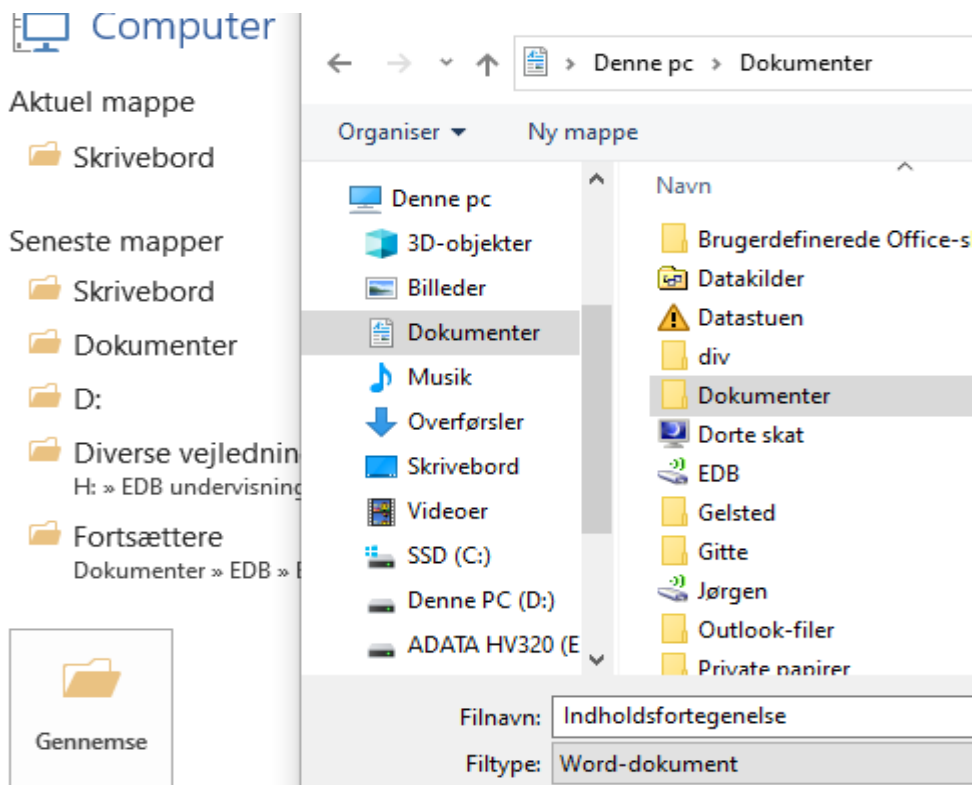 Computer
Aktuel mappe
Skrivebord
Seneste mapper
Skrivebord
Dokumenter
D:
Diverse vejlednin
H: » EDB undervisning
Fortsættere
Dokumenter » EDB »
Gennemse
Denne pc > Dokumenter
Organiser
Ny mappe
Denne pc
3D-objekter
Billeder
Dokumenter
Musik
Overførsler
Skrivebord
Videoer
SSD (C:)
Denne PC (D:)
ADATA HV320 (E
Navn
Brugerdefinerede Office-s
Datakilder
Datastuen
div
Dokumenter
Dorte skat
EDB
Gelsted
Gitte
Jørgen
Outlook-filer
Private papirer
Filnavn: Indholdsfortegenelse
Filtype: Word-dokument